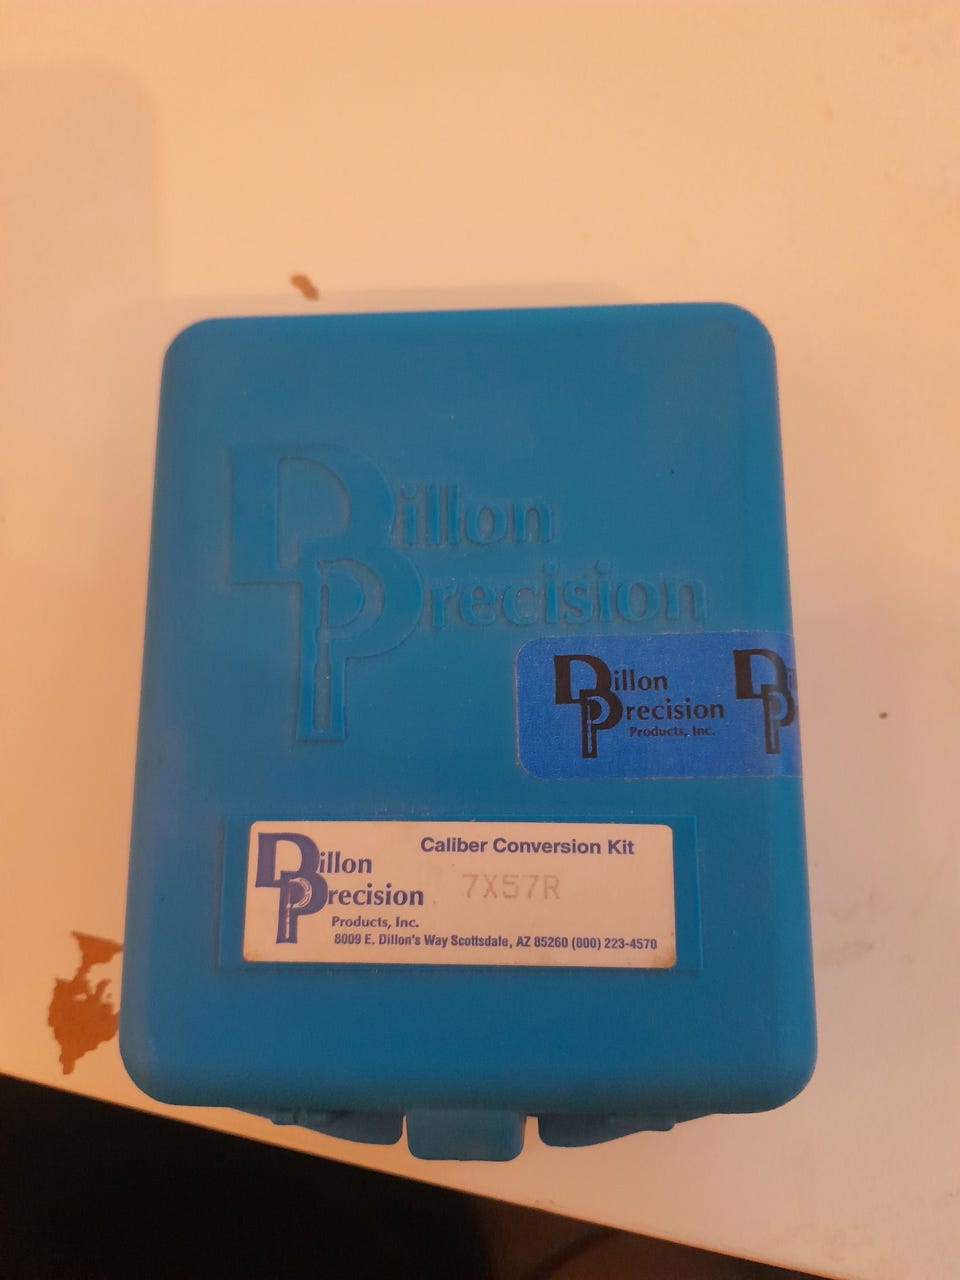 Dillon
Precision
Dillon
Precision
Products, Inc.
Dillon
Precision
Products, Inc.
Caliber Conversion Kit
7X57R
8009 E. Dillon's Way Scottsdale, AZ 85260 (800) 223-4570